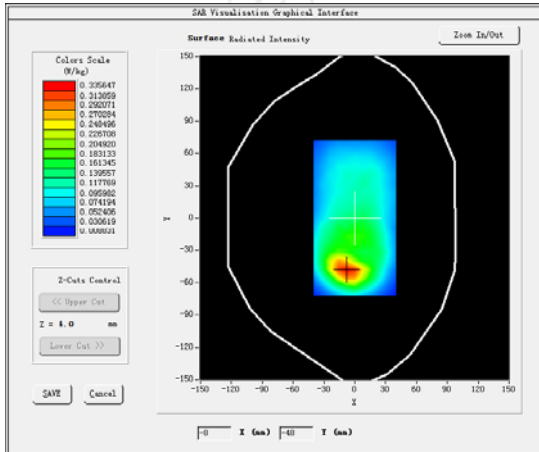 SAR Visualisation Graphical Interface
Surface Radiated Intensity
Zoom In/Out
Colors Scale
(W/kg)
0.335647
0.313859
0.292071
0.270284
0.248496
0.226708
0.204920
0.183133
0.161345
0.139557
0.117769
0.095982
0.074194
0.052406
0.030619
0.008831
150
120
90
60
30
Y
0
-30
-60
-90
-120
-150
-150 -120 -90 -60 -30 0 30 60 90 120 150
X
Z-Cuts Control
<< Upper Cut
Z = 4.0 mm
Lower Cut >>
SAVE
Cancel
-8 X (mm) -48 Y (mm)